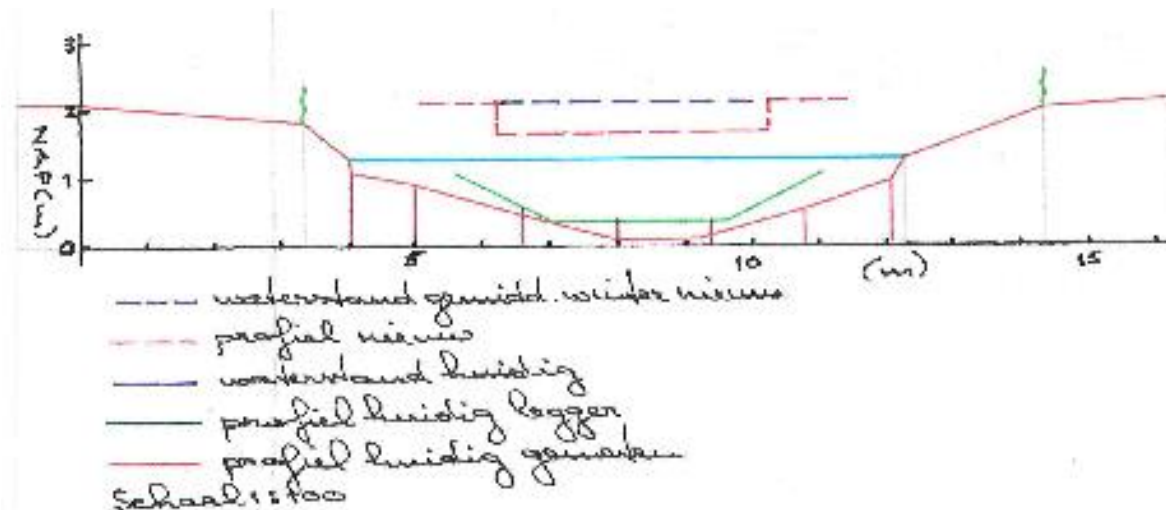 3
2
1
0
NAP(m)
5 10 (m) 15
waterstand gemidd. winter nieuw
profiel nieuw
waterstand huidig
profiel huidig legger
profiel huidig gemeten
Schaal 1:100